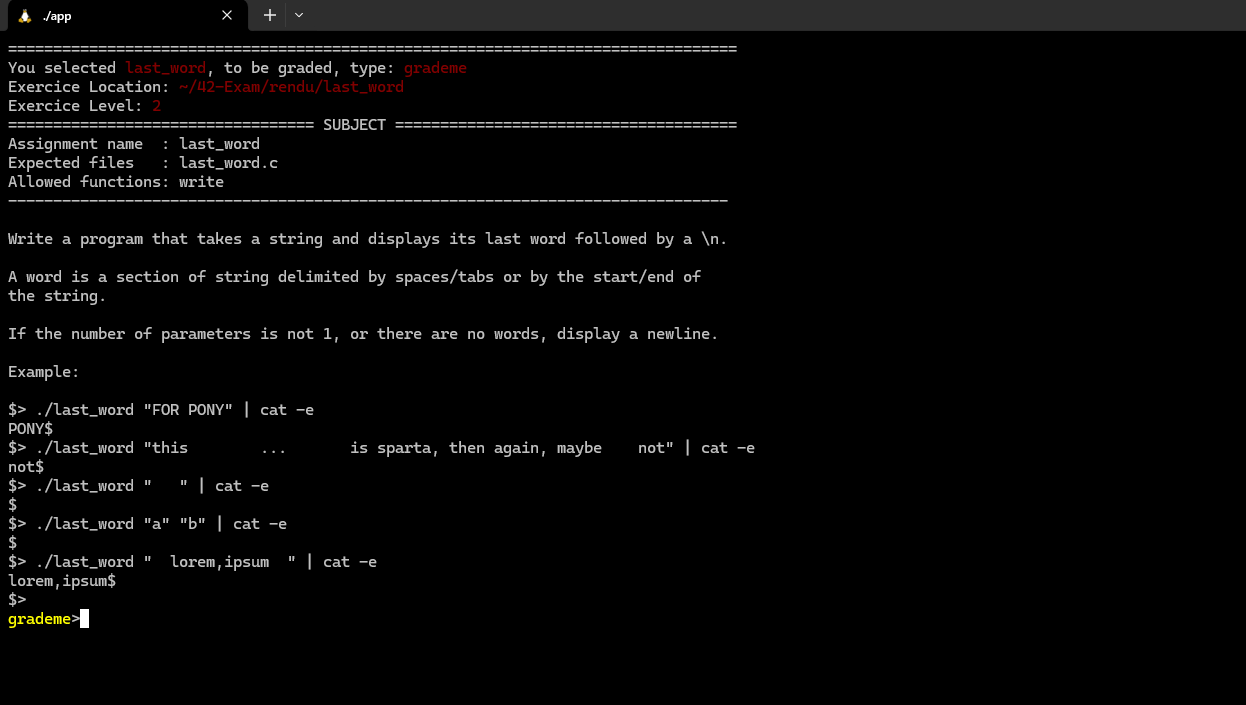 ./app
=================================================================================
You selected last_word, to be graded, type: grademe
Exercice Location: ~/42-Exam/rendu/last_word
Exercice Level: 2
================================== SUBJECT ======================================
Assignment name  : last_word
Expected files   : last_word.c
Allowed functions: write
--------------------------------------------------------------------------------
Write a program that takes a string and displays its last word followed by a \n.
A word is a section of string delimited by spaces/tabs or by the start/end of
the string.
If the number of parameters is not 1, or there are no words, display a newline.
Example:
$> ./last_word "FOR PONY" | cat -e
PONY$
$> ./last_word "this        ...       is sparta, then again, maybe    not" | cat -e
not$
$> ./last_word "   " | cat -e
$
$> ./last_word "a" "b" | cat -e
$
$> ./last_word "  lorem,ipsum  " | cat -e
lorem,ipsum$
$>
grademe>